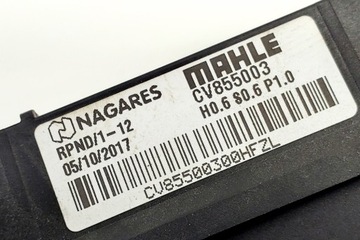 NAGARES
MAHLE
RPND/1-12
CV855003
05/10/2017
H0.6 S0.6 P1.0
CV85500300HFZL